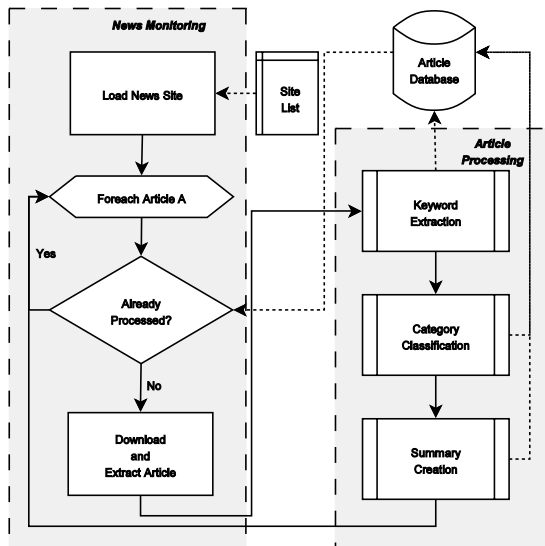 News Monitoring
Load News Site
Site
List
Article
Database
Article
Processing
Foreach Article A
Keyword
Extraction
Yes
Already
Processed?
Category
Classification
No
Download
and
Extract Article
Summary
Creation